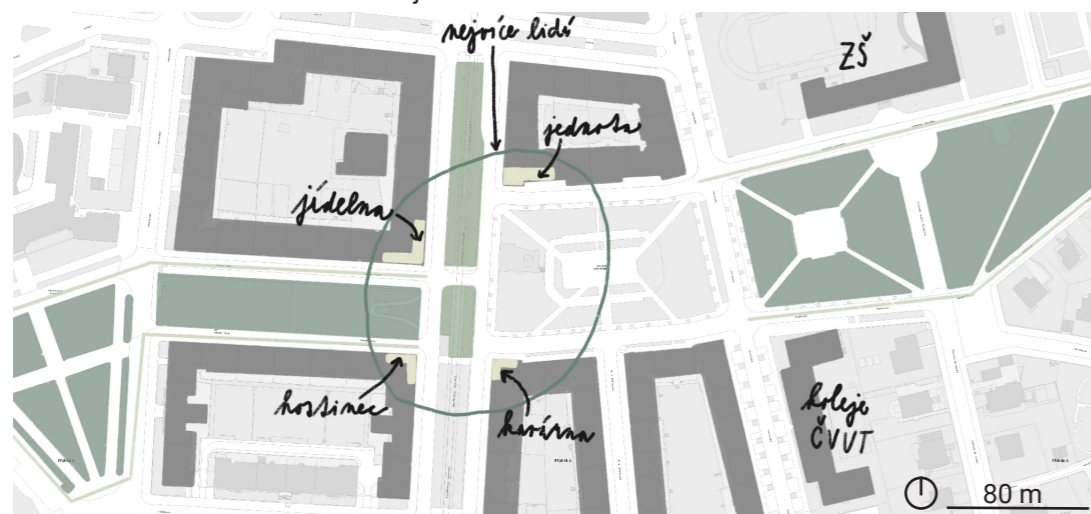 nejvíce lidí
ZŠ
jednota
jídelna
hostinec
kavárna
koleje
ČVUT
80 m